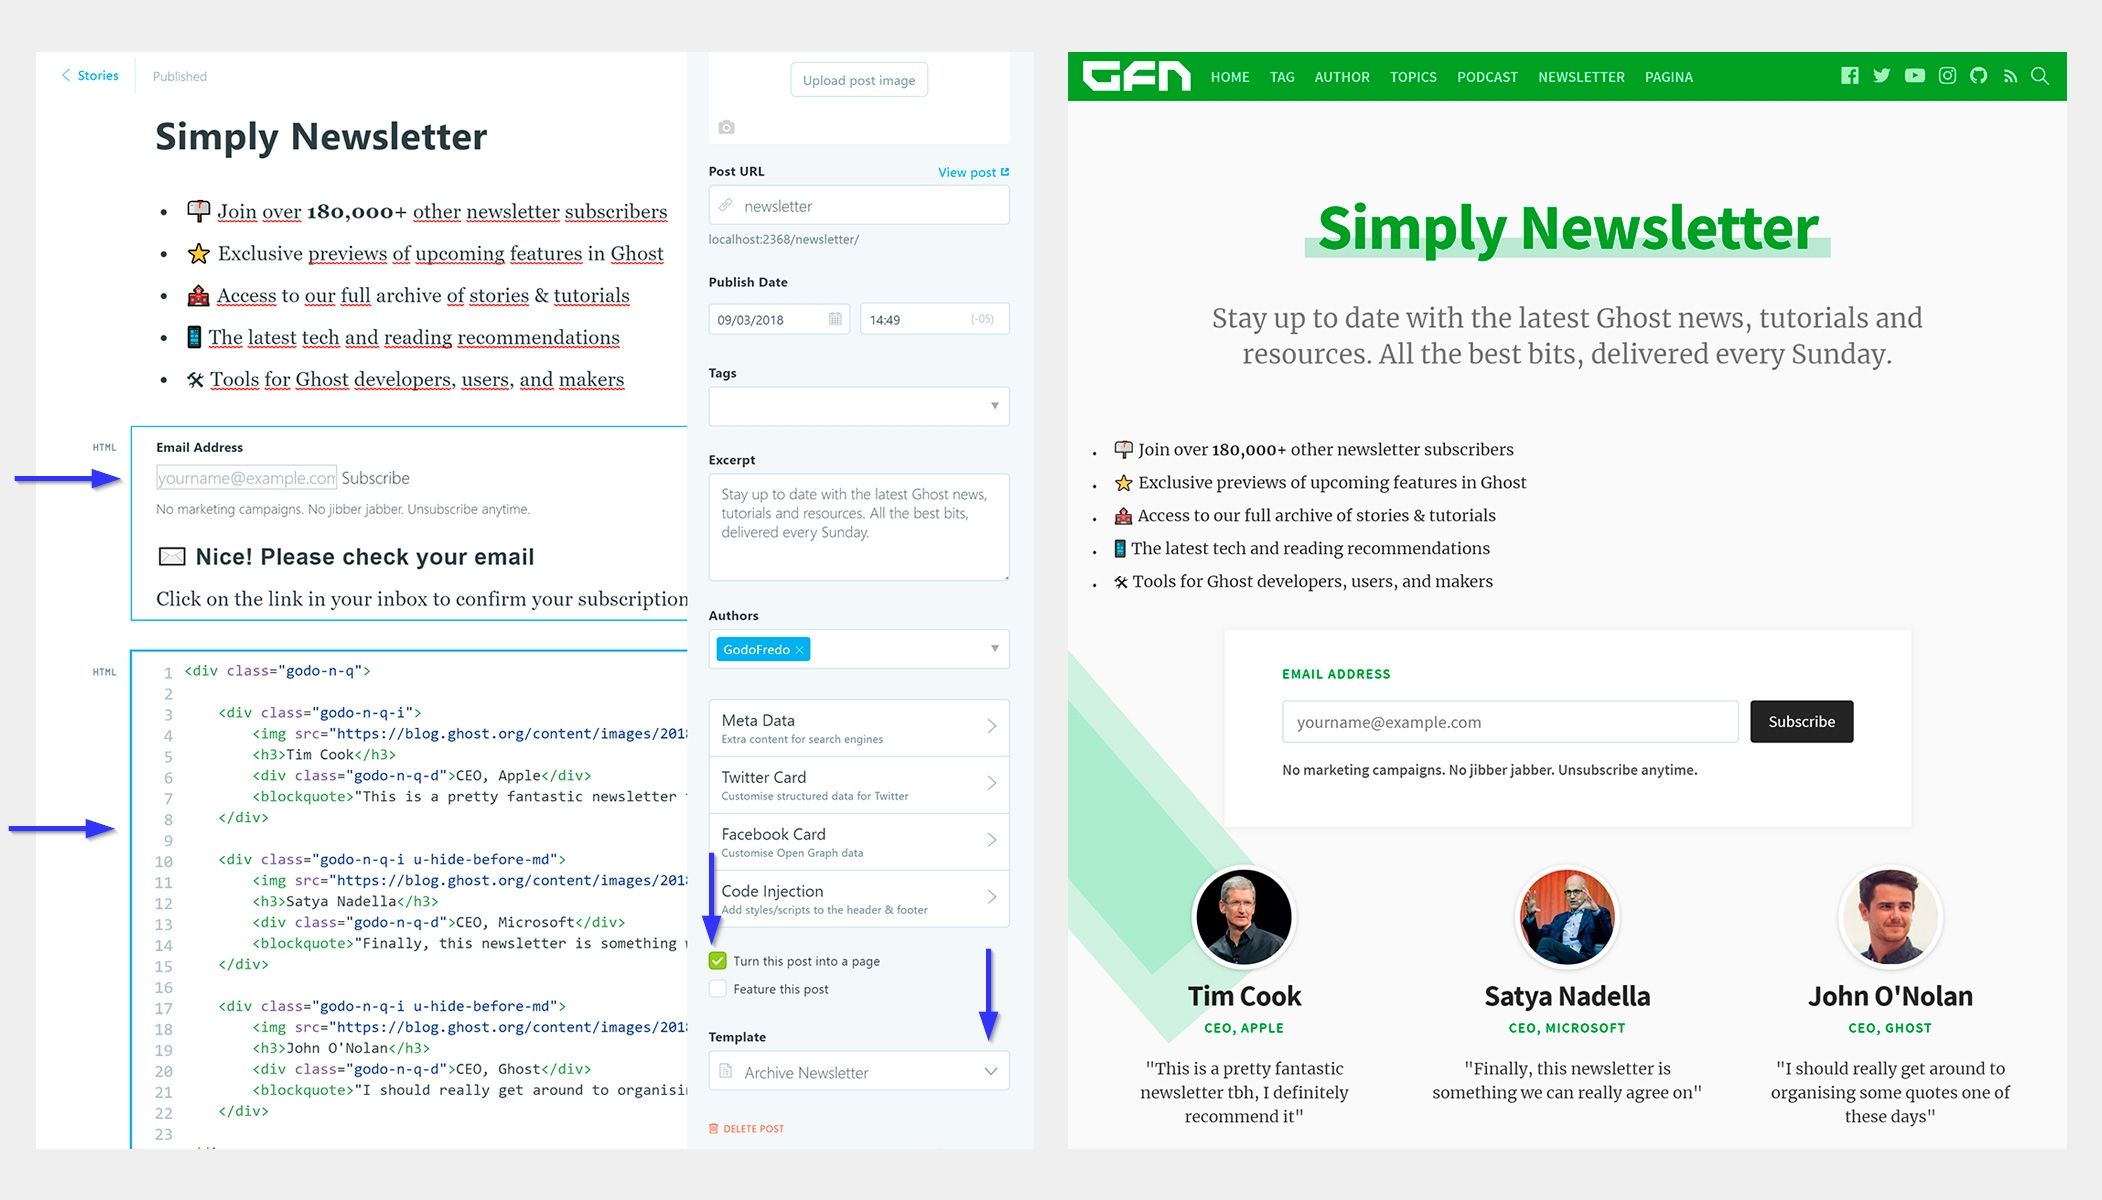 Stories
Published
Simply Newsletter
• Join over 180,000+ other newsletter subscribers
• Exclusive previews of upcoming features in Ghost
• Access to our full archive of stories & tutorials
• The latest tech and reading recommendations
• Tools for Ghost developers, users, and makers
HTML
Email Address
yourname@example.com Subscribe
No marketing campaigns. No jibber jabber. Unsubscribe anytime.
Nice! Please check your email
Click on the link in your inbox to confirm your subscription
HTML
1 <div class="godo-n-q">
2
3 <div class="godo-n-q-i">
4 <img src="https://blog.ghost.org/content/images/2018
5 <h3>Tim Cook</h3>
6 <div class="godo-n-q-d">CEO, Apple</div>
7 <blockquote>"This is a pretty fantastic newsletter
8 </div>
9
10 <div class="godo-n-q-i u-hide-before-md">
11 <img src="https://blog.ghost.org/content/images/2018
12 <h3>Satya Nadella</h3>
13 <div class="godo-n-q-d">CEO, Microsoft</div>
14 <blockquote>"Finally, this newsletter is something
15 </div>
16
17 <div class="godo-n-q-i u-hide-before-md">
18 <img src="https://blog.ghost.org/content/images/2018
19 <h3>John O'Nolan</h3>
20 <div class="godo-n-q-d">CEO, Ghost</div>
21 <blockquote>"I should really get around to organisin
22 </div>
23
Upload post image
Post URL
View post
newsletter
localhost:2368/newsletter/
Publish Date
09/03/2018
14:49 (-05)
Tags
Excerpt
Stay up to date with the latest Ghost news,
tutorials and resources. All the best bits,
delivered every Sunday.
Authors
GodoFredo ×
Meta Data
Extra content for search engines
Twitter Card
Customise structured data for Twitter
Facebook Card
Customise Open Graph data
Code Injection
Add styles/scripts to the header & footer
Turn this post into a page
Feature this post
Template
Archive Newsletter
DELETE POST
GFN HOME TAG AUTHOR TOPICS PODCAST NEWSLETTER PAGINA
Simply Newsletter
Stay up to date with the latest Ghost news, tutorials and
resources. All the best bits, delivered every Sunday.
• Join over 180,000+ other newsletter subscribers
• Exclusive previews of upcoming features in Ghost
• Access to our full archive of stories & tutorials
• The latest tech and reading recommendations
• Tools for Ghost developers, users, and makers
EMAIL ADDRESS
yourname@example.com
Subscribe
No marketing campaigns. No jibber jabber. Unsubscribe anytime.
Tim Cook
CEO, APPLE
"This is a pretty fantastic
newsletter tbh, I definitely
recommend it"
Satya Nadella
CEO, MICROSOFT
"Finally, this newsletter is
something we can really agree on"
John O'Nolan
CEO, GHOST
"I should really get around to
organising some quotes one of
these days"